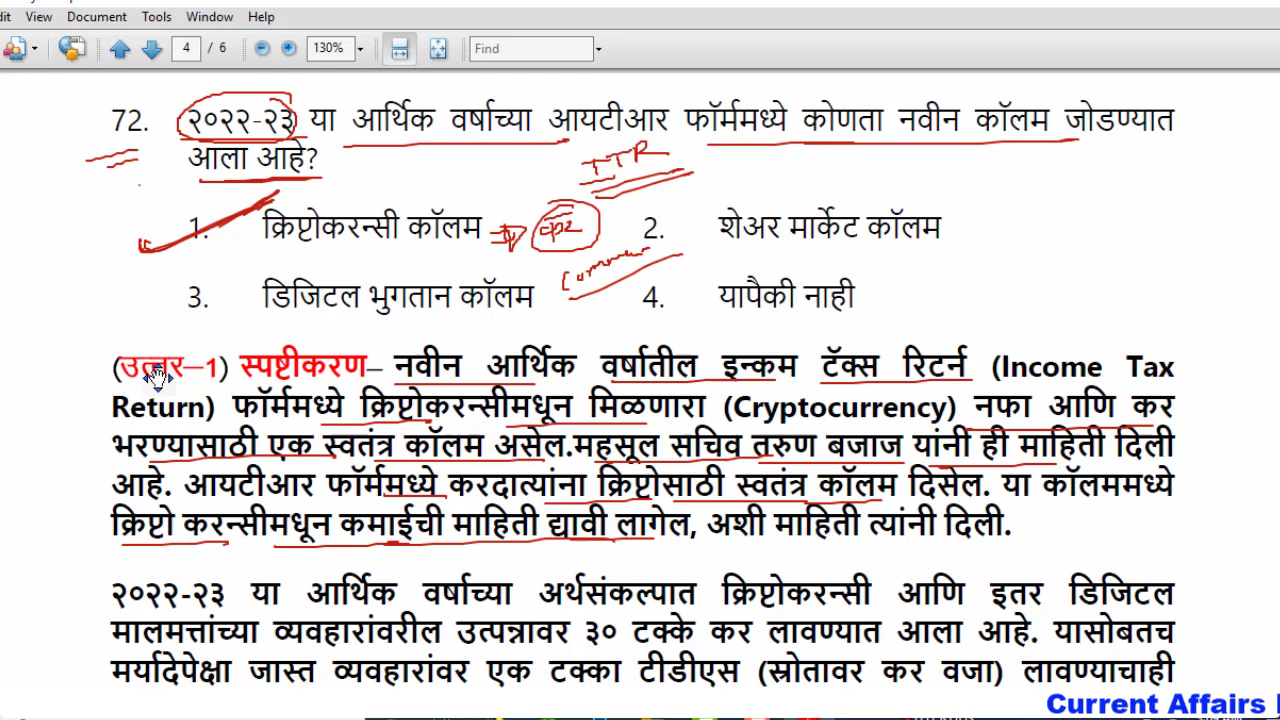 dit View Document Tools Window Help
4 / 6 130% Find
72. २०२२-२३ या आर्थिक वर्षाच्या आयटीआर फॉर्ममध्ये कोणता नवीन कॉलम जोडण्यात
आला आहे?
ITR
1. क्रिप्टोकरन्सी कॉलम 2. शेअर मार्केट कॉलम
3. डिजिटल भुगतान कॉलम 4. यापैकी नाही
(उत्तर–1) स्पष्टीकरण– नवीन आर्थिक वर्षातील इन्कम टॅक्स रिटर्न (Income Tax
Return) फॉर्ममध्ये क्रिप्टोकरन्सीमधून मिळणारा (Cryptocurrency) नफा आणि कर
भरण्यासाठी एक स्वतंत्र कॉलम असेल.महसूल सचिव तरुण बजाज यांनी ही माहिती दिली
आहे. आयटीआर फॉर्ममध्ये करदात्यांना क्रिप्टोसाठी स्वतंत्र कॉलम दिसेल. या कॉलममध्ये
क्रिप्टो करन्सीमधून कमाईची माहिती द्यावी लागेल, अशी माहिती त्यांनी दिली.
२०२२-२३ या आर्थिक वर्षाच्या अर्थसंकल्पात क्रिप्टोकरन्सी आणि इतर डिजिटल
मालमत्तांच्या व्यवहारांवरील उत्पन्नावर ३० टक्के कर लावण्यात आला आहे. यासोबतच
मर्यादेपेक्षा जास्त व्यवहारांवर एक टक्का टीडीएस (स्रोतावर कर वजा) लावण्याचाही
Current Affairs